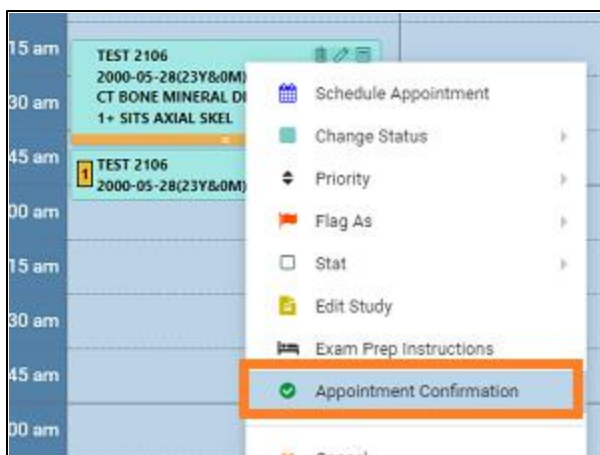 15 am
TEST 2106
2000-05-28(23Y&0M)
CT BONE MINERAL
1+ SITS AXIAL SKEL
30 am
45 am
1
TEST 2106
2000-05-28(23Y&0M)
00 am
15 am
30 am
45 am
00 am
Schedule Appointment
Change Status
Priority
Flag As
Stat
Edit Study
Exam Prep Instructions
Appointment Confirmation